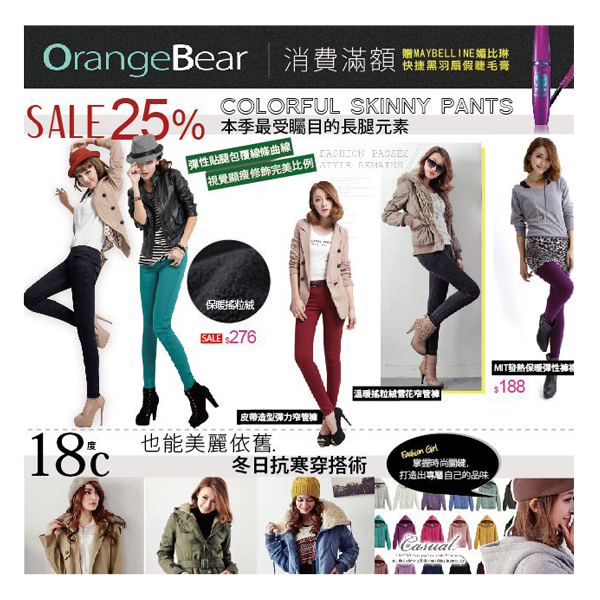 OrangeBear
消費滿額
贈MAYBELLINE媚比琳
快捷黑羽扇假睫毛膏
COLORFUL SKINNY PANTS
SALE 25%
本季最受矚目的長腿元素
彈性貼腿包覆線條曲線
視覺顯瘦修飾完美比例
FASHION PASSES
STYLE REMAINS
保暖搖粒絨
SALE $276
MIT發熱保暖彈性褲襪
$188
溫暖搖粒絨雪花窄管褲
皮帶造型彈力窄管褲
18度c
也能美麗依舊.
冬日抗寒穿搭術
Fashion Girl
掌握時尚關鍵,
打造出專屬自己的品味
Casual